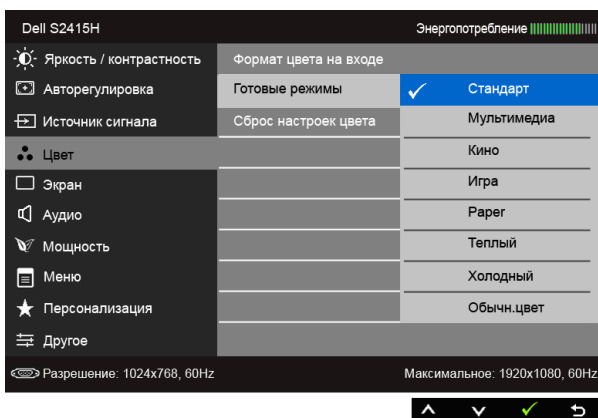 Dell S2415H
Энергопотребление
Яркость / контрастность
Формат цвета на входе
Авторегулировка
Готовые режимы
Стандарт
Источник сигнала
Сброс настроек цвета
Мультимедиа
Цвет
Кино
Экран
Игра
Аудио
Paper
Мощность
Теплый
Меню
Холодный
Персонализация
Обычн.цвет
Другое
Разрешение: 1024x768, 60Hz
Максимальное: 1920x1080, 60Hz